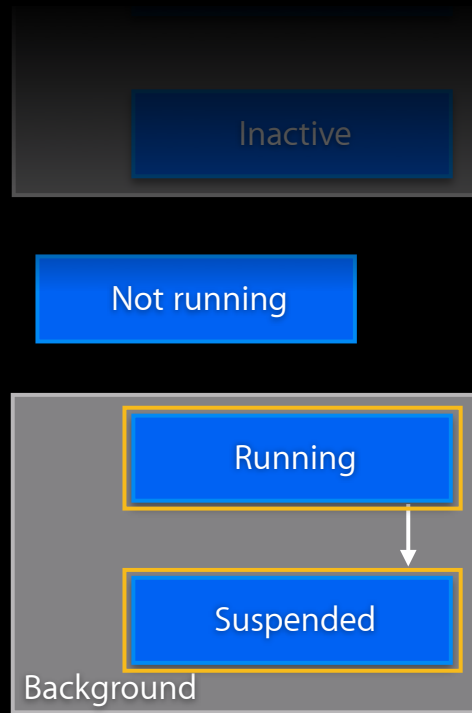 Inactive
Not running
Running
Suspended
Background